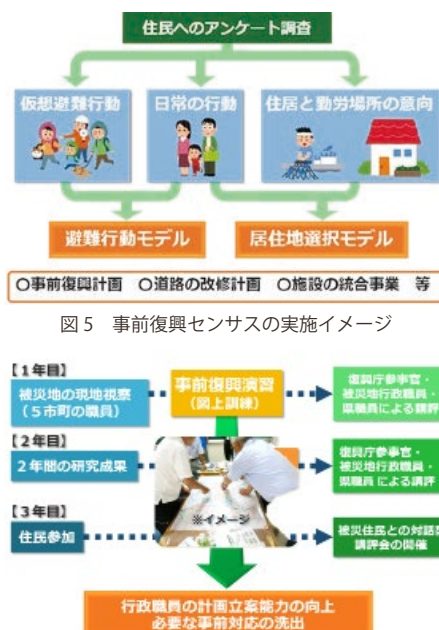 住民へのアンケート調査
仮想避難行動
日常の行動
住居と勤労場所の意向
避難行動モデル
居住地選択モデル
○事前復興計画 ○道路の改修計画 ○施設の統合事業 等
図5 事前復興センサスの実施イメージ
【1年目】
被災地の現地視察
(5市町の職員)
事前復興演習
(図上訓練)
復興庁参事官・
被災地行政職員・
県職員による講評
【2年目】
2年間の研究成果
復興庁参事官・
被災地行政職員・
県職員による講評
※イメージ
【3年目】
住民参加
被災住民との対話
講評会の開催
行政職員の計画立案能力の向上
必要な事前対応の洗出